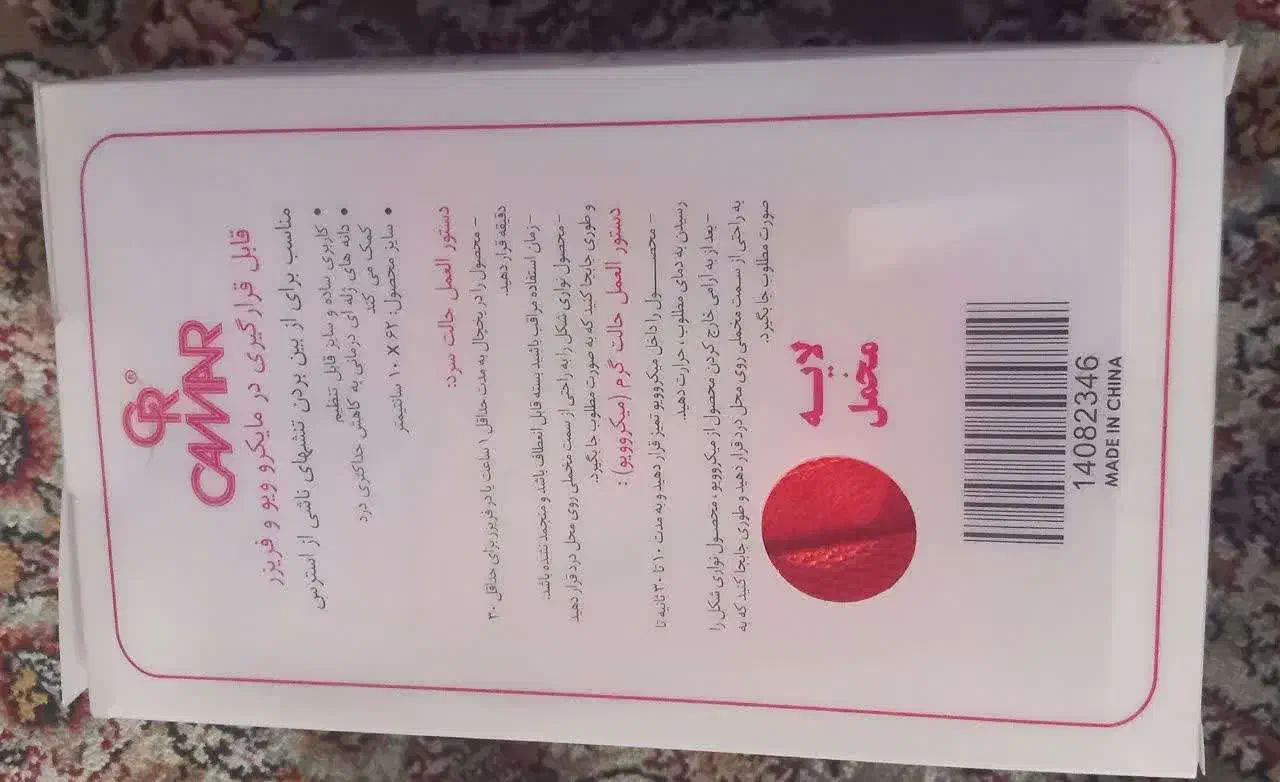 CR®
CAMAR
قابل قرارگیری در مایکرو ویو و فریزر
مناسب برای از بین بردن تنشهای ناشی از استرس
• کاربری ساده و سایز قابل تنظیم
• دانه های ژله ای درمانی به کاهش حداکثری درد
کمک می کند
• سایز محصول: ۶۲ x ۱۰ سانتیمتر
دستور العمل حالت سرد:
– محصول را در یخچال به مدت حداقل ۱ ساعت یا در فریزر برای حداقل ۳۰
دقیقه قرار دهید.
–زمان استفاده مراقب باشید بسته قابل انعطاف باشد و منجمد نشده باشد.
–محصول نواری شکل را به راحتی از سمت مخملی روی محل درد قرار دهید
و طوری جابجا کنید که به صورت مطلوب جا بگیرد.
دستور العمل حالت گرم (میکروویو) :
– محصـــــول را داخل میکروویو تمیز قرار دهید و به مدت ۱۰ تا ۳۰ ثانیه تا
رسیدن به دمای مطلوب ، حرارت دهید.
–بعد از به آرامی خارج کردن محصول از میکروویو ، محصول نواری شکل را
به راحتی از سمت مخملی روی محل درد قرار دهید و طوری جابجا کنید که به
صورت مطلوب جا بگیرد.
لایـــه
مخمل
14082346
MADE IN CHINA